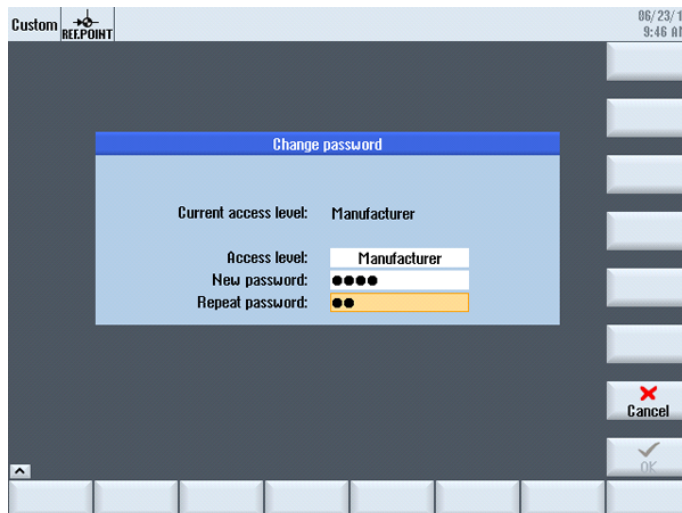 Custom
REF.POINT
06/23/1
9:46 AM
Change password
Current access level: Manufacturer
Access level: Manufacturer
New password: ●●●●
Repeat password: ●●
Cancel
OK